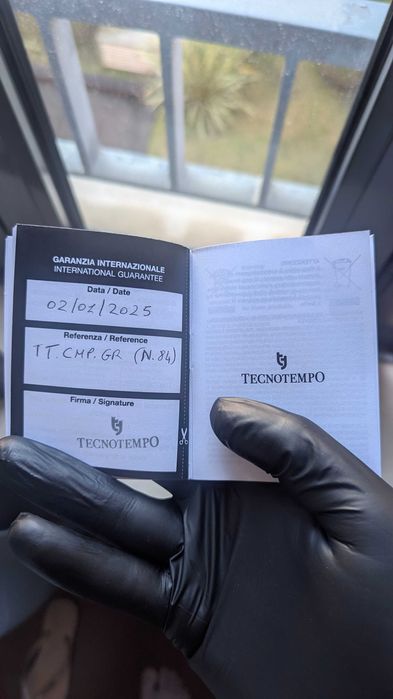 GARANZIA INTERNAZIONALE
INTERNATIONAL GUARANTEE
Data / Date
02/01/2025
Referenza / Reference
TT.CMP.GR (N.84)
Firma / Signature
TECNOTEMPO
TECNOTEMPO